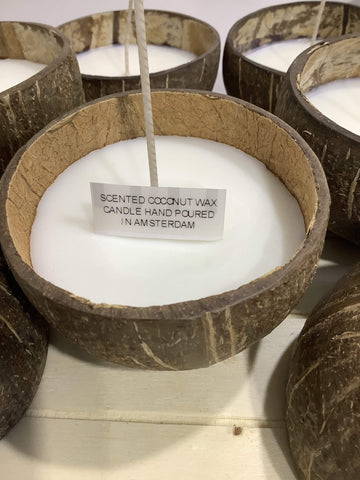 SCENTED COCONUT WAX
CANDLE HAND POURED
IN AMSTERDAM